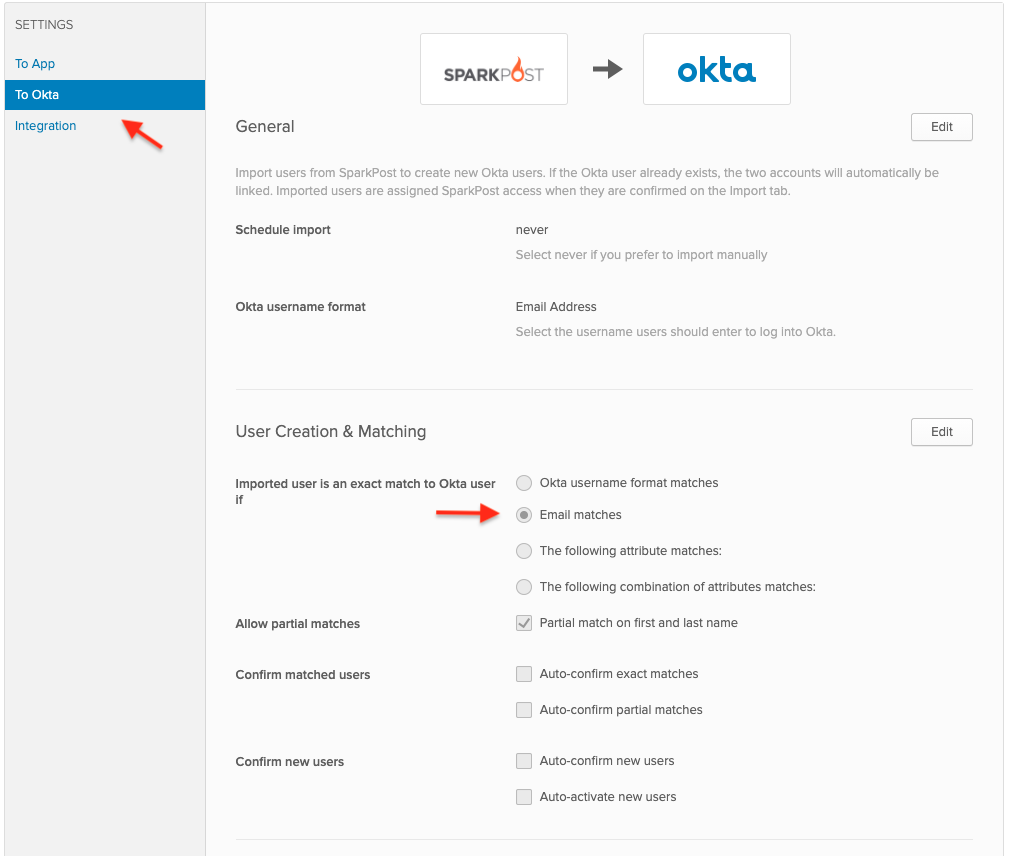 SETTINGS
To App
To Okta
Integration
SPARKPOST
okta
General
Edit
Import users from SparkPost to create new Okta users. If the Okta user already exists, the two accounts will automatically be
linked. Imported users are assigned SparkPost access when they are confirmed on the Import tab.
Schedule import
never
Select never if you prefer to import manually
Okta username format
Email Address
Select the username users should enter to log into Okta.
User Creation & Matching
Edit
Imported user is an exact match to Okta user
if
Okta username format matches
Email matches
The following attribute matches:
The following combination of attributes matches:
Allow partial matches
Partial match on first and last name
Confirm matched users
Auto-confirm exact matches
Auto-confirm partial matches
Confirm new users
Auto-confirm new users
Auto-activate new users